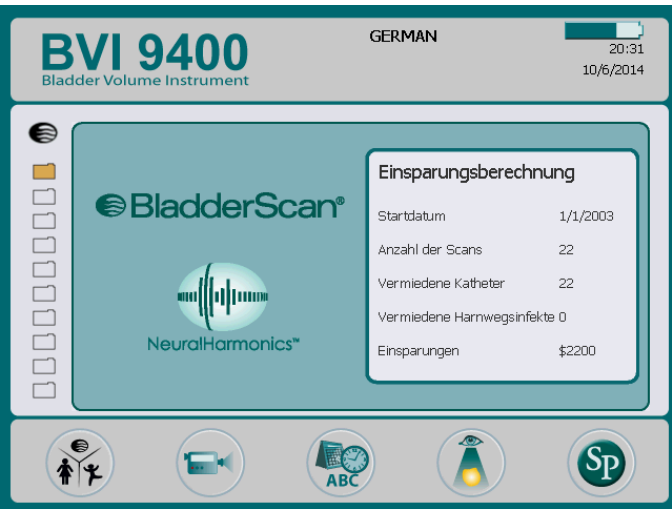 BVI 9400
Bladder Volume Instrument
GERMAN
20:31
10/6/2014
BladderScan®
NeuralHarmonics™
Einsparungsberechnung
Startdatum 1/1/2003
Anzahl der Scans 22
Vermiedene Katheter 22
Vermiedene Harnwegsinfekte 0
Einsparungen $2200
ABC
Sp